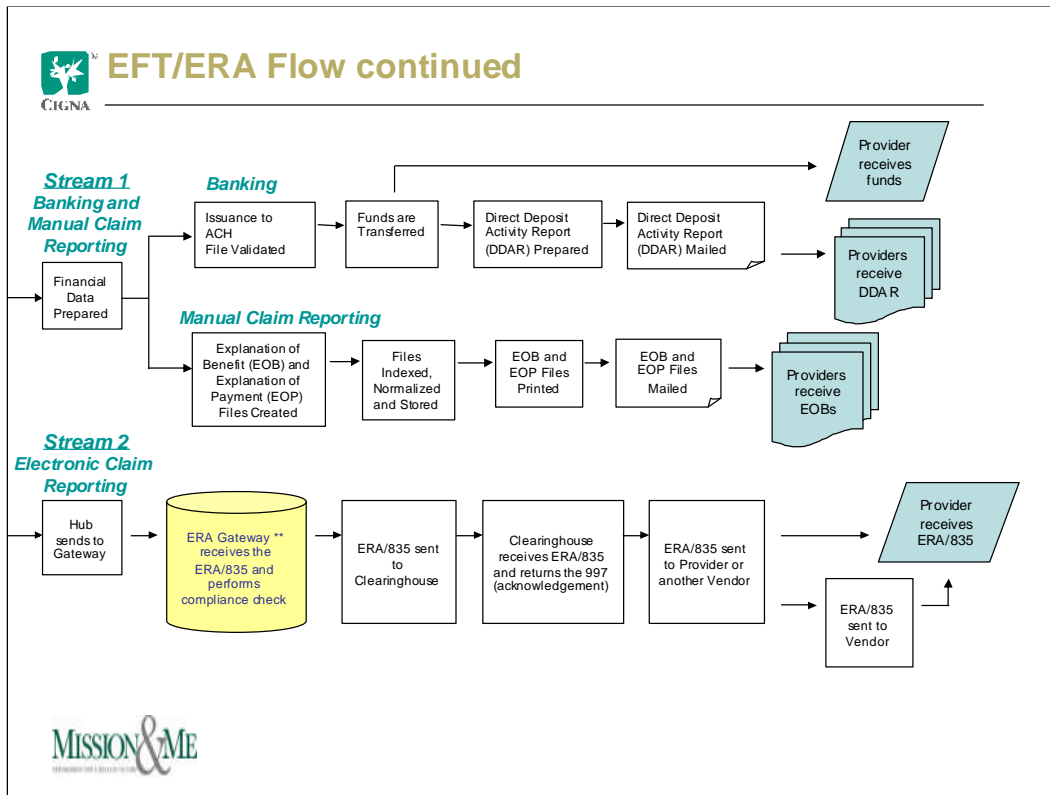 EFT/ERA Flow continued
CIGNA
Stream 1
Banking and
Manual Claim
Reporting
Financial
Data
Prepared
Banking
Issuance to
ACH
File Validated
Funds are
Transferred
Direct Deposit
Activity Report
(DDAR) Prepared
Direct Deposit
Activity Report
(DDAR) Mailed
Provider
receives
funds
Providers
receive
DDAR
Manual Claim Reporting
Explanation of
Benefit (EOB) and
Explanation of
Payment (EOP)
Files Created
Files
Indexed,
Normalized
and Stored
EOB and
EOP Files
Printed
EOB and
EOP Files
Mailed
Providers
receive
EOBs
Stream 2
Electronic Claim
Reporting
Hub
sends to
Gateway
ERA Gateway **
receives the
ERA/835 and
performs
compliance check
ERA/835 sent
to
Clearinghouse
Clearinghouse
receives ERA/835
and returns the 997
(acknowledgement)
ERA/835 sent
to Provider or
another Vendor
Provider
receives
ERA/835
ERA/835
sent to
Vendor
MISSION&ME